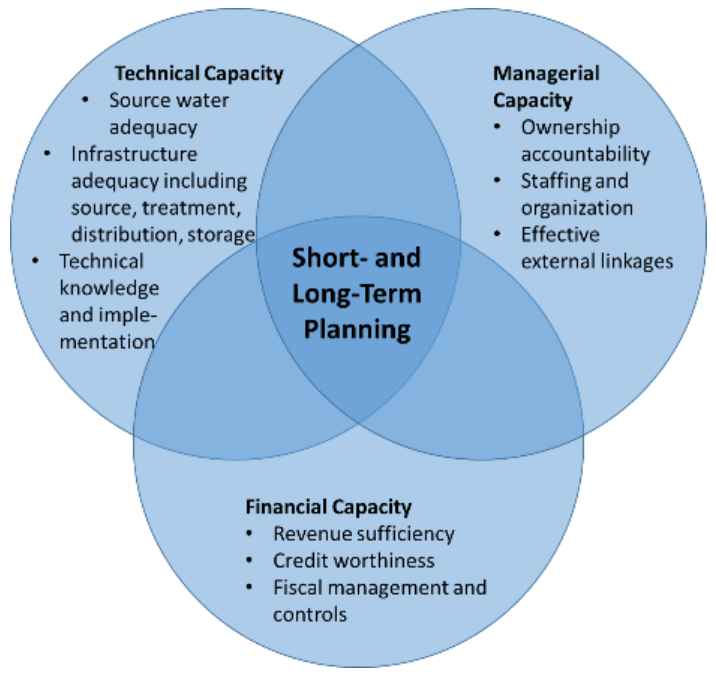 Technical Capacity
• Source water
adequacy
• Infrastructure
adequacy including
source, treatment,
distribution, storage
• Technical
knowledge
and imple-
mentation
Managerial
Capacity
• Ownership
accountability
• Staffing and
organization
• Effective
external linkages
Short- and
Long-Term
Planning
Financial Capacity
• Revenue sufficiency
• Credit worthiness
• Fiscal management and
controls